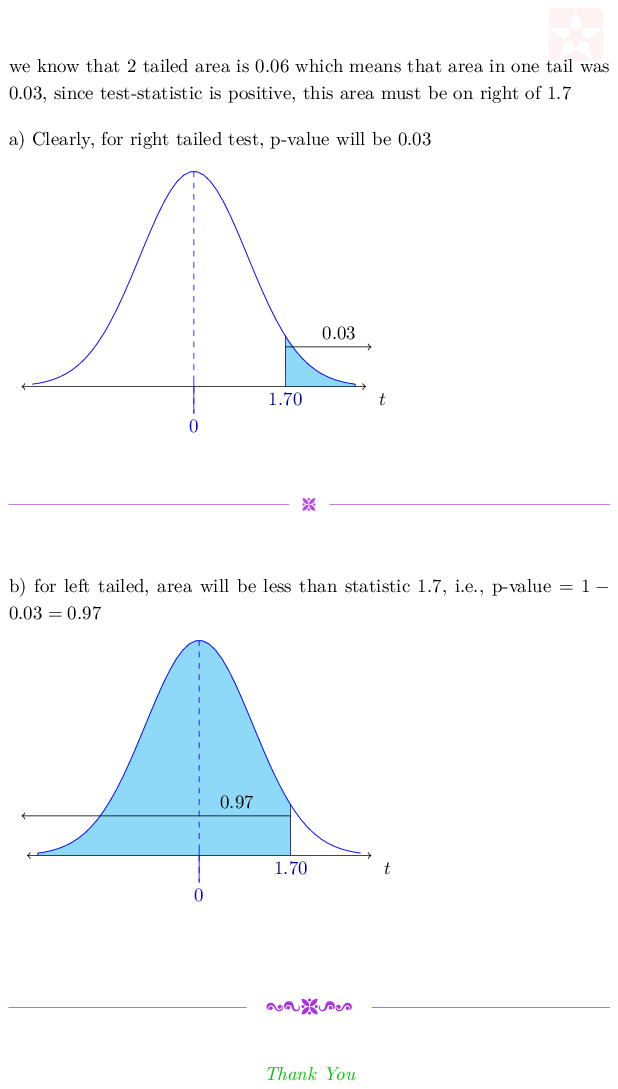 we know that 2 tailed area is 0.06 which means that area in one tail was
0.03, since test-statistic is positive, this area must be on right of 1.7
a) Clearly, for right tailed test, p-value will be 0.03
0.03
1.70
t
0
b) for left tailed, area will be less than statistic 1.7, i.e., p-value = 1 −
0.03 = 0.97
0.97
1.70
t
0
Thank You